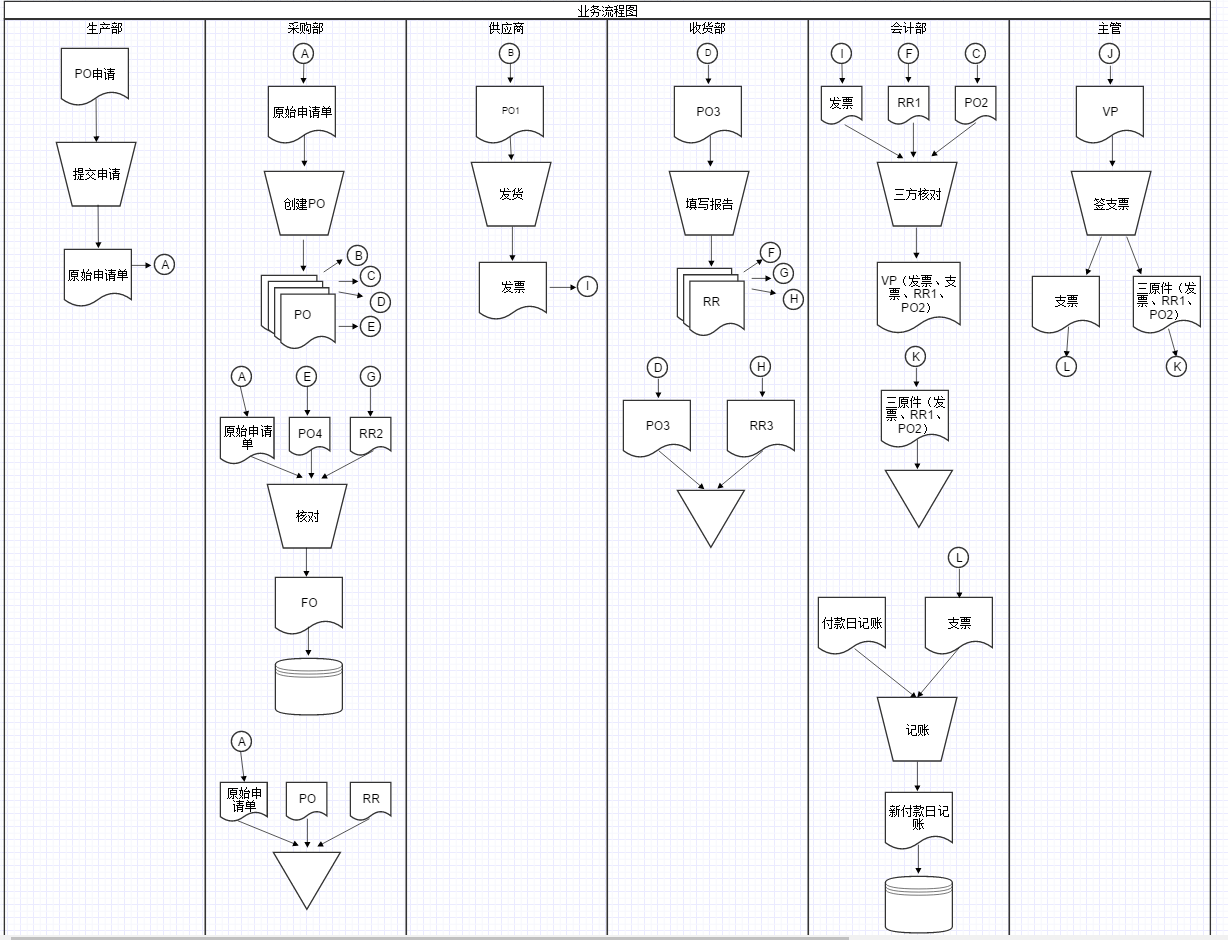 业务流程图
生产部
PO申请
提交申请
原始申请单
A
采购部
A
原始申请单
创建PO
PO
B
C
D
E
A
E
G
原始申请
单
PO4
RR2
核对
FO
A
原始申
请单
PO
RR
供应商
B
PO1
发货
发票
I
收货部
D
PO3
填写报告
RR
F
G
H
D
H
PO3
RR3
会计部
I
F
C
发票
RR1
PO2
三方核对
VP（发票、支
票、RR1、
PO2）
K
三原件（发
票、RR1、
PO2）
L
付款日记账
支票
记账
新付款日记
账
主管
J
VP
签支票
支票
三原件（发
票、RR1、
PO2）
L
K